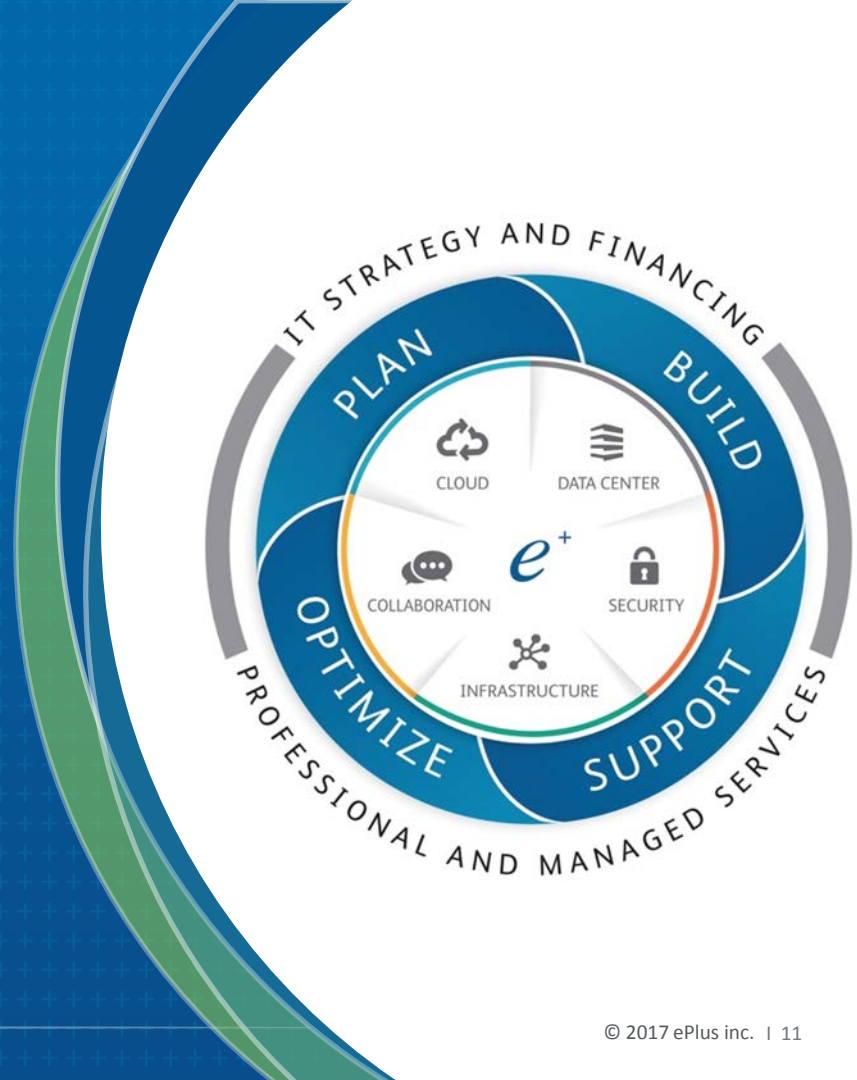 IT STRATEGY AND FINANCING
PLAN
BUILD
CLOUD
DATA CENTER
e+
COLLABORATION
SECURITY
INFRASTRUCTURE
OPTIMIZE
SUPPORT
PROFESSIONAL AND MANAGED SERVICES
© 2017 ePlus inc. | 11